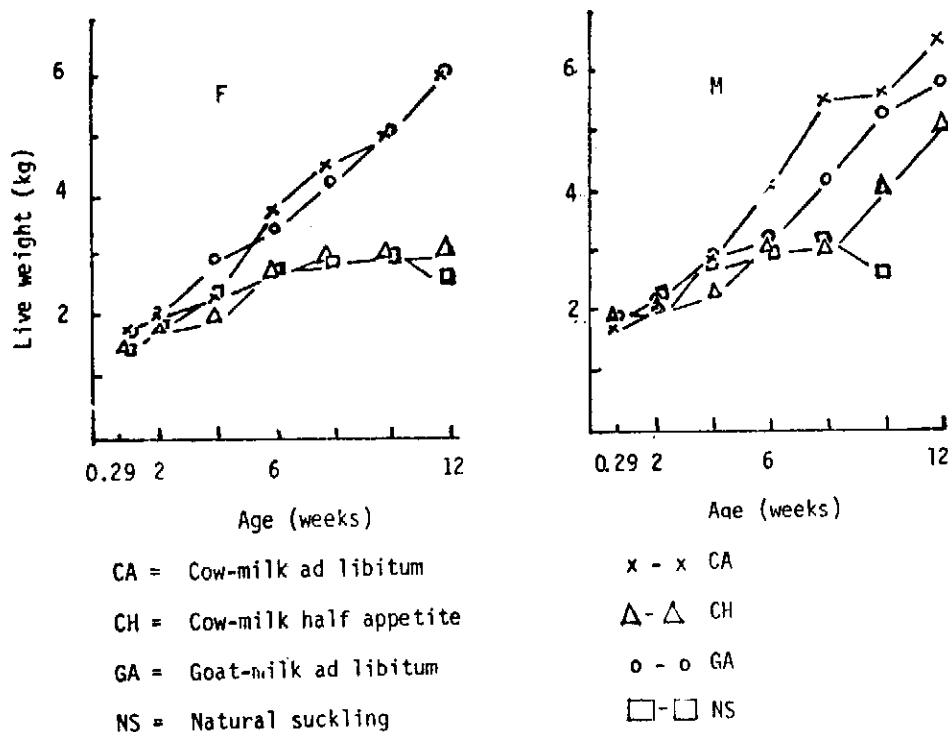 Live weight (kg)
6
4
2
F
0.29 2 6 12
Age (weeks)
6
4
2
M
0.29 2 6 12
Age (weeks)
CA = Cow-milk ad libitum
CH = Cow-milk half appetite
GA = Goat-milk ad libitum
NS = Natural suckling
x - x CA
Δ - Δ CH
o - o GA
□ - □ NS